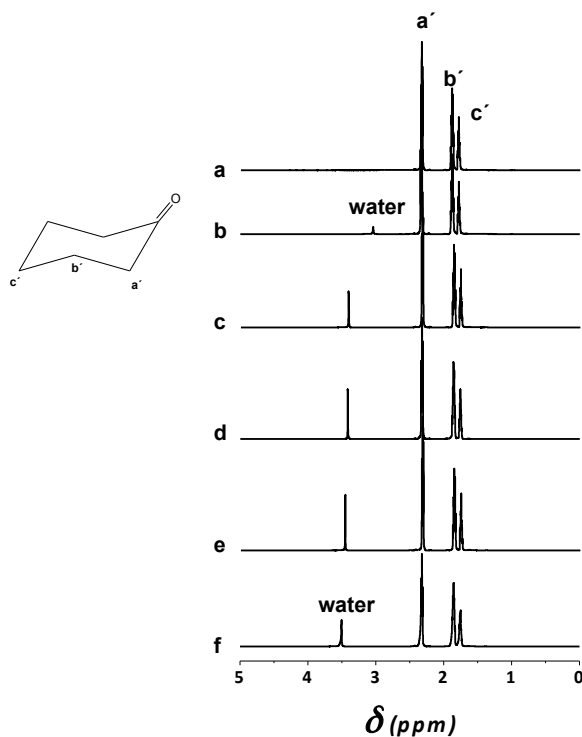 a´
b´
c´
a
water
b
O
c´
b´
a´
c
d
e
water
f
5 4 3 2 1 0
δ (ppm)